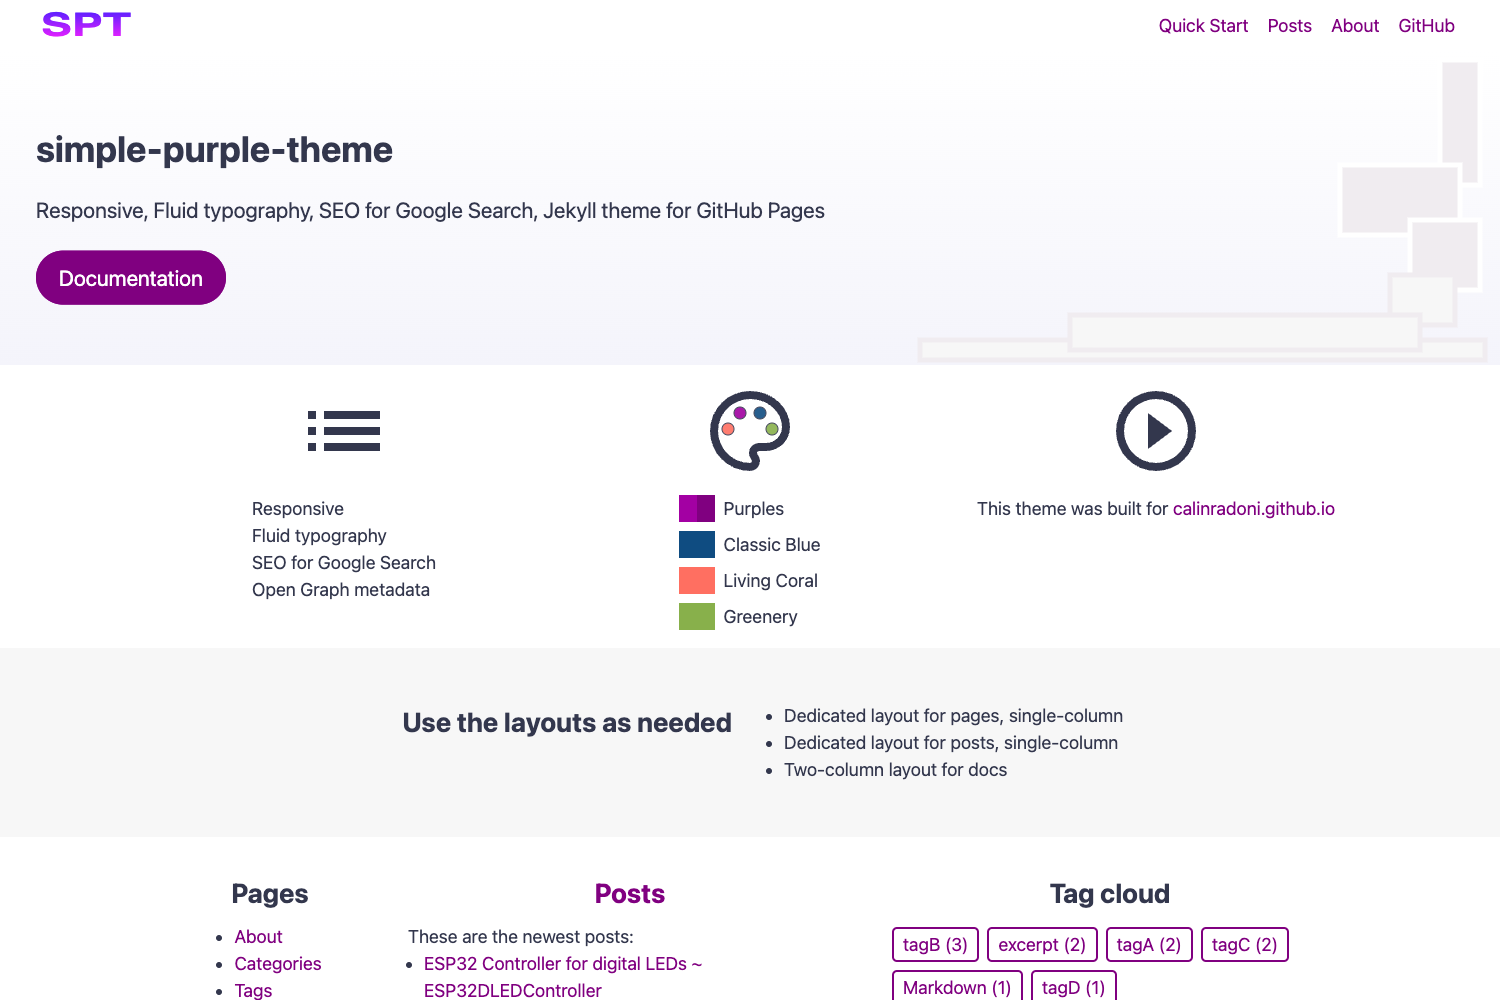 SPT
Quick Start Posts About GitHub
simple-purple-theme
Responsive, Fluid typography, SEO for Google Search, Jekyll theme for GitHub Pages
Documentation
Responsive
Fluid typography
SEO for Google Search
Open Graph metadata
Purples
Classic Blue
Living Coral
Greenery
This theme was built for calinradoni.github.io
Use the layouts as needed
Dedicated layout for pages, single-column
Dedicated layout for posts, single-column
Two-column layout for docs
Pages
About
Categories
Tags
Posts
These are the newest posts:
ESP32 Controller for digital LEDs ~
ESP32DLEDController
Tag cloud
tagB (3) excerpt (2) tagA (2) tagC (2)
Markdown (1) tagD (1)